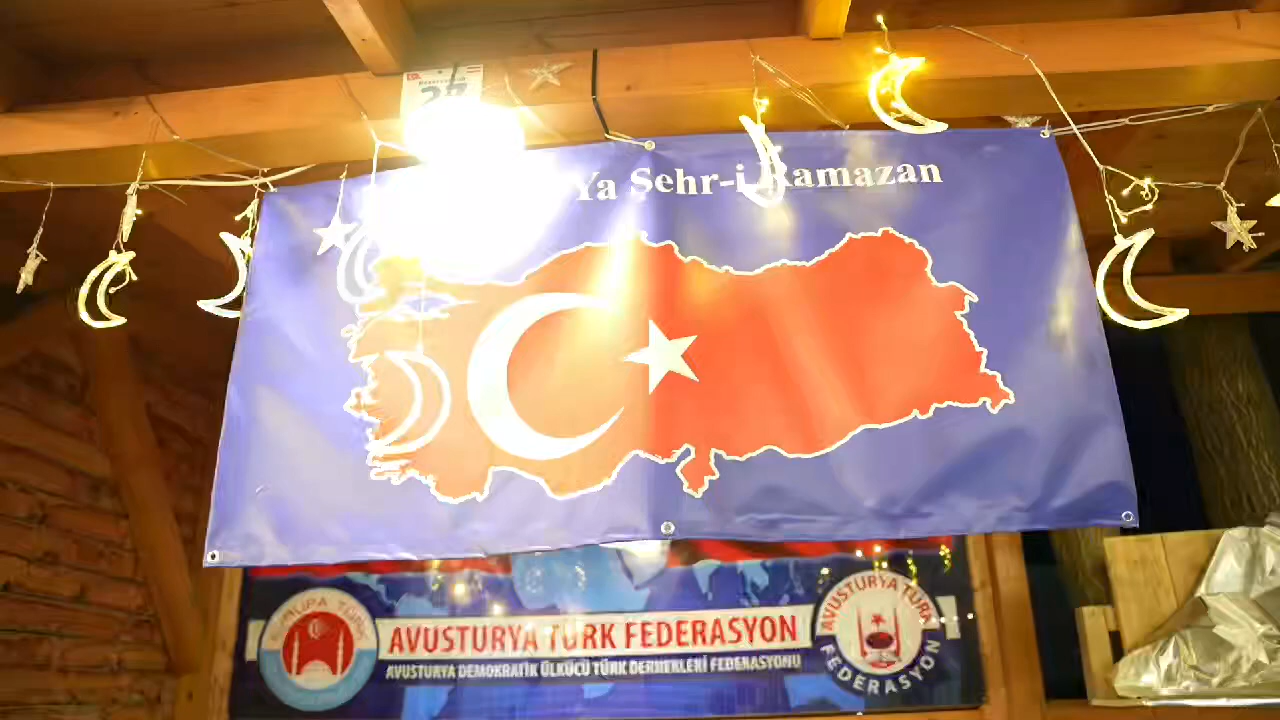 Ya Sehr-i Ramazan
AVUSTURYA TÜRK FEDERASYON
AVUSTURYA DEMOKRATİK ÜLKÜCÜ TÜRK DERNEKLERİ FEDERASYONU
AVUSTURYA TÜRK
FEDERASYON